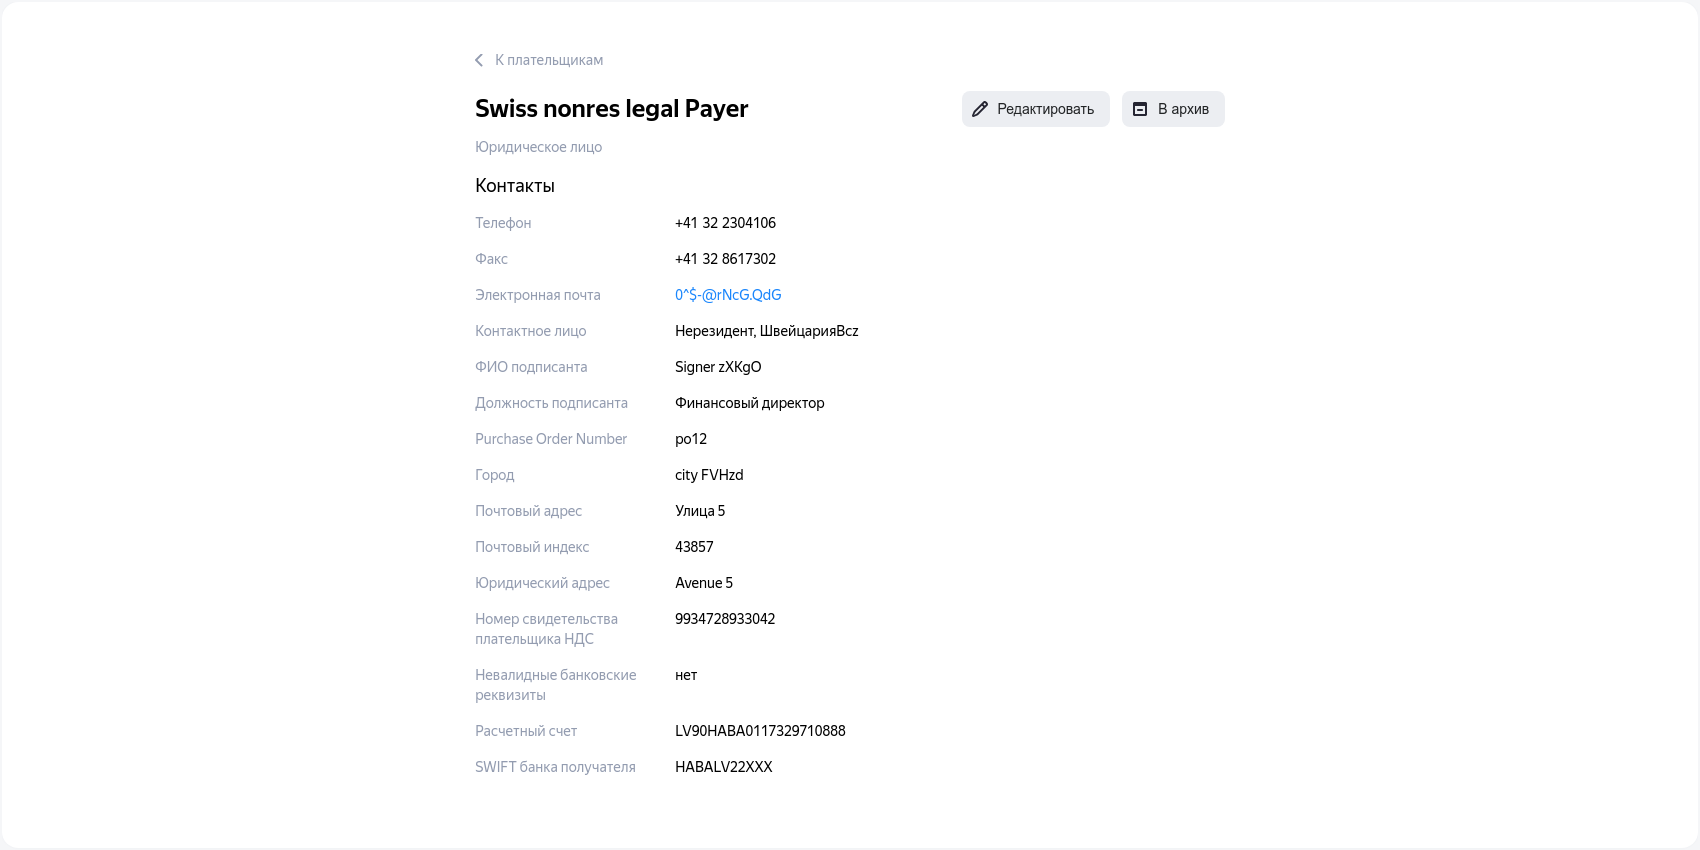 К плательщикам
Swiss nonres legal Payer
Редактировать
В архив
Юридическое лицо
Контакты
Телефон +41 32 2304106
Факс +41 32 8617302
Электронная почта 0^$-@rNcG.QdG
Контактное лицо Нерезидент, ШвейцарияBcz
ФИО подписанта Signer zXKgO
Должность подписанта Финансовый директор
Purchase Order Number po12
Город city FVHzd
Почтовый адрес Улица 5
Почтовый индекс 43857
Юридический адрес Avenue 5
Номер свидетельства 9934728933042
плательщика НДС
Невалидные банковские нет
реквизиты
Расчетный счет LV90HABA0117329710888
SWIFT банка получателя HABALV22XXX